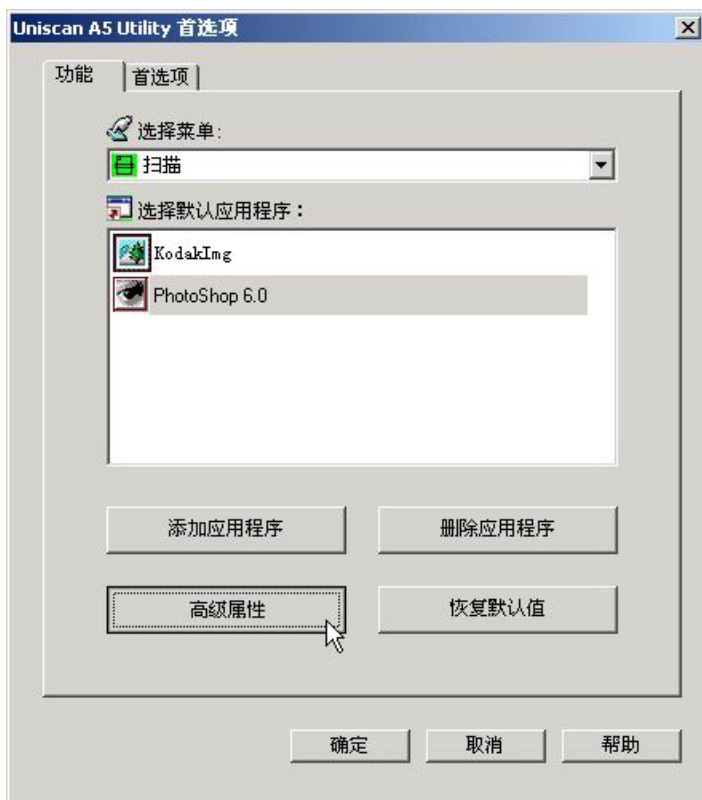 Uniscan A5 Utility 首选项
功能 首选项
选择菜单:
扫描
选择默认应用程序：
KodakImg
PhotoShop 6.0
添加应用程序 删除应用程序
高级属性 恢复默认值
确定 取消 帮助